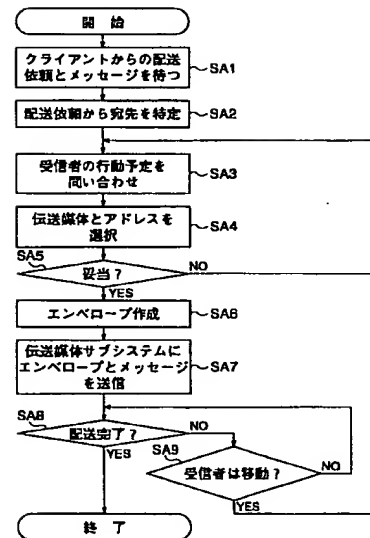 開始
クライアントからの配送
依頼とメッセージを待つ
SA1
配送依頼から宛先を特定
SA2
受信者の行動予定を
問い合わせ
SA3
伝送媒体とアドレスを
選択
SA4
SA5
妥当?
NO
YES
エンベロープ作成
SA6
伝送媒体サブシステムに
エンベロープとメッセージ
を送信
SA7
SA8
配送完了?
NO
YES
SA9
受信者は移動?
NO
YES
終了